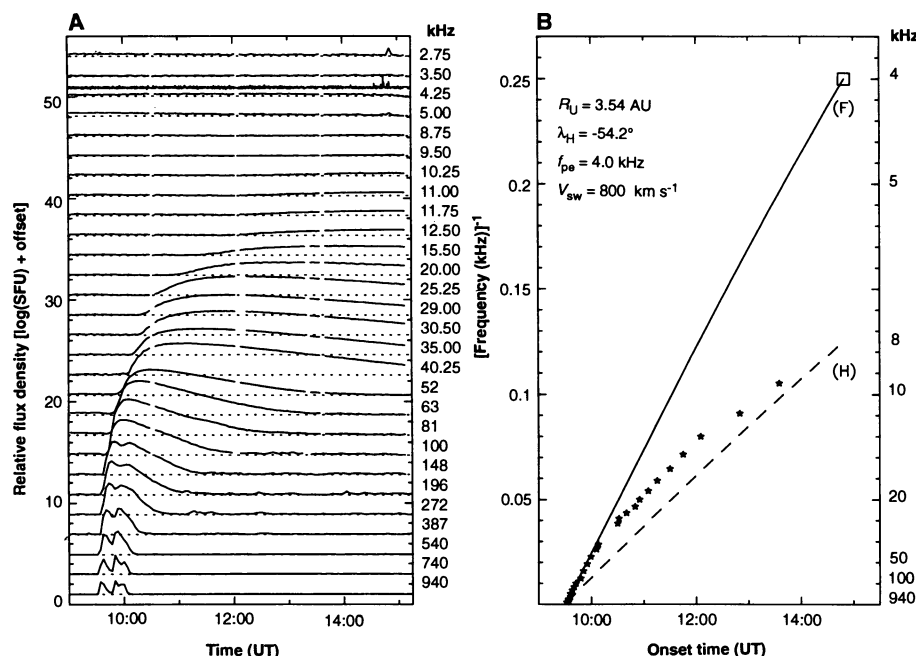 A
kHz
2.75
3.50
4.25
5.00
8.75
9.50
10.25
11.00
11.75
12.50
15.50
20.00
25.25
29.00
30.50
35.00
40.25
52
63
81
100
148
196
272
387
540
740
940
50
40
30
20
10
0
Relative flux density [log(SFU) + offset]
10:00 12:00 14:00
Time (UT)
B
kHz
0.25
0.2
0.15
0.1
0.05
[Frequency (kHz)]⁻¹
R_U = 3.54 AU
λ_H = -54.2°
f_pe = 4.0 kHz
V_sw = 800 km s⁻¹
(F)
(H)
4
5
8
10
20
50
100
940
10:00 12:00 14:00
Onset time (UT)